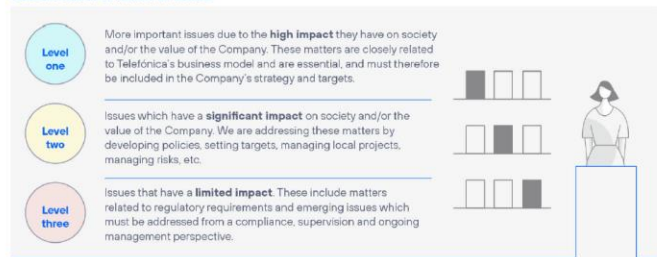 Level
one
More important issues due to the high impact they have on society
and/or the value of the Company. These matters are closely related
to Telefónica's business model and are essential, and must therefore
be included in the Company's strategy and targets.
Level
two
Issues which have a significant impact on society and/or the
value of the Company. We are addressing these matters by
developing policies, setting targets, managing local projects,
managing risks, etc.
Level
three
Issues that have a limited impact. These include matters
related to regulatory requirements and emerging issues which
must be addressed from a compliance, supervision and ongoing
management perspective.